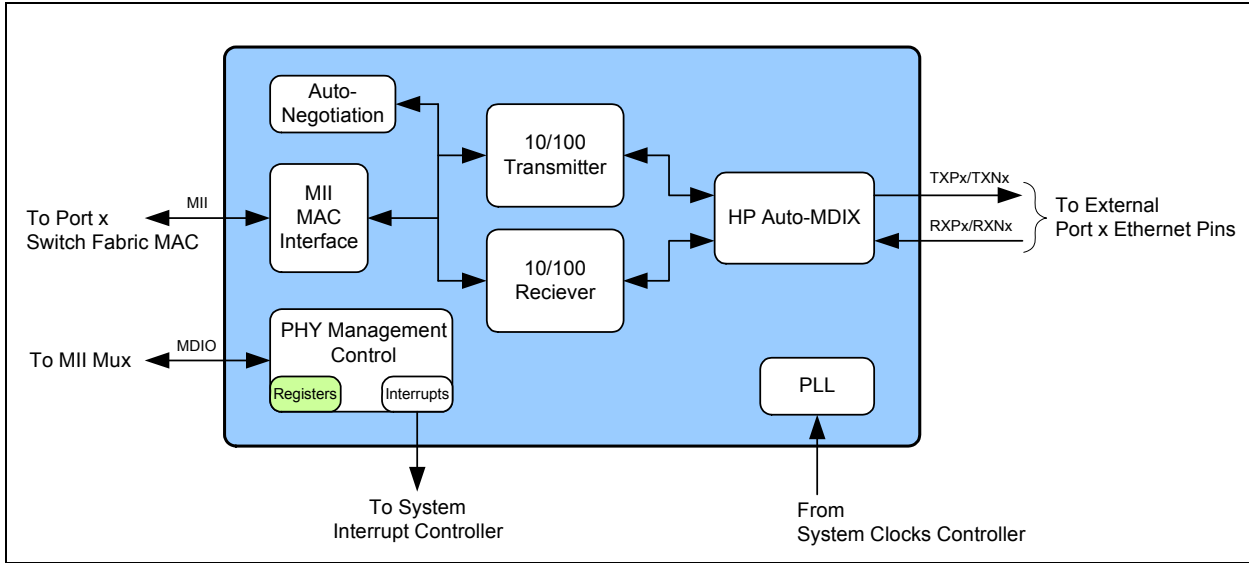 Auto-
Negotiation
MII
MAC
Interface
10/100
Transmitter
10/100
Reciever
HP Auto-MDIX
TXPx/TXNx
RXPx/RXNx
To External
Port x Ethernet Pins
MII
To Port x
Switch Fabric MAC
PHY Management
Control
Registers
Interrupts
MDIO
To MII Mux
PLL
To System
Interrupt Controller
From
System Clocks Controller